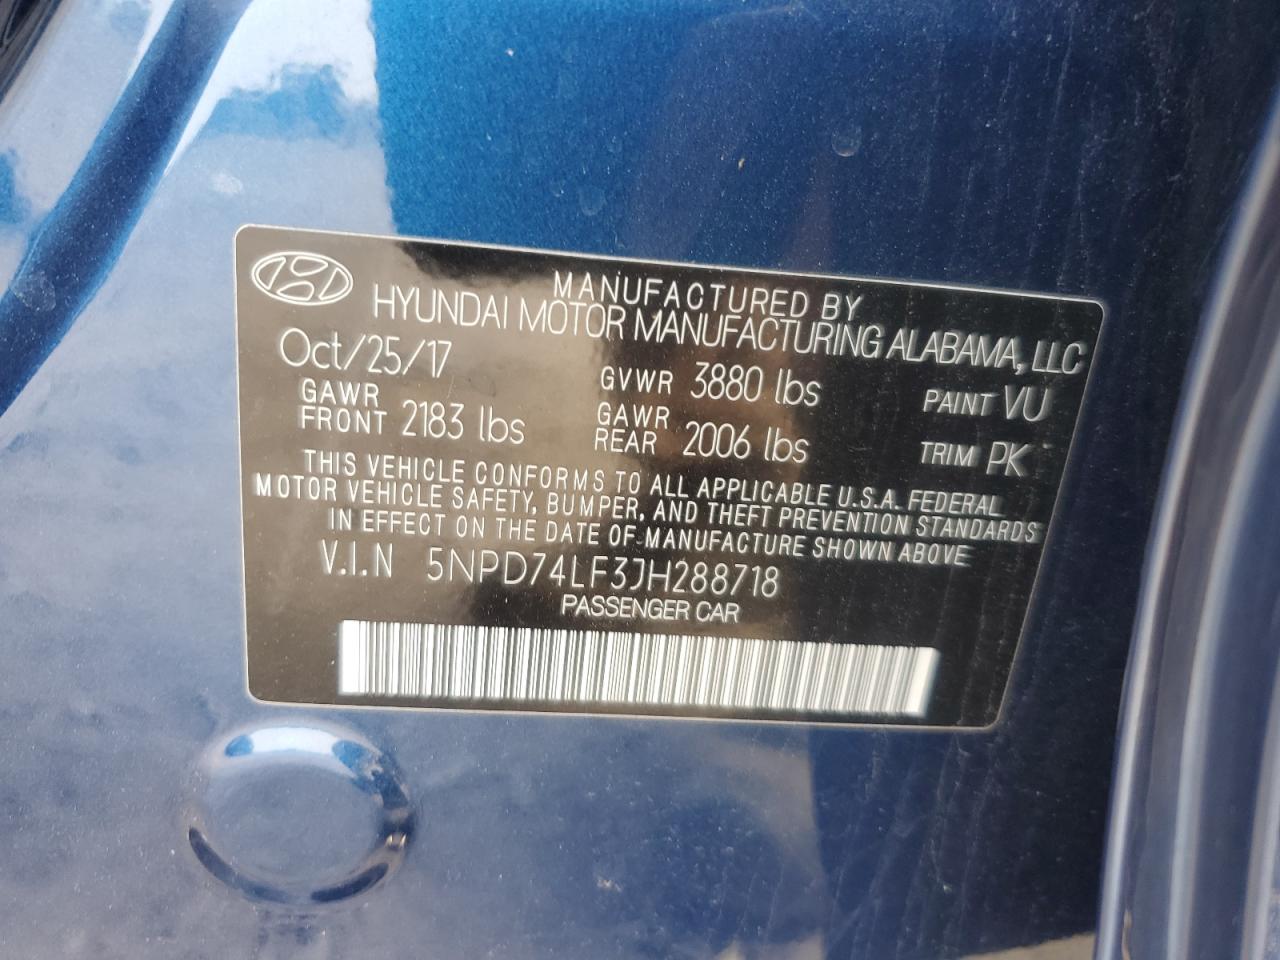 MANUFACTURED BY
HYUNDAI MOTOR MANUFACTURING ALABAMA, LLC
Oct/25/17 GVWR 3880 lbs PAINT VU
GAWR FRONT 2183 lbs GAWR REAR 2006 lbs TRIM PK
THIS VEHICLE CONFORMS TO ALL APPLICABLE U.S.A. FEDERAL
MOTOR VEHICLE SAFETY, BUMPER, AND THEFT PREVENTION STANDARDS
IN EFFECT ON THE DATE OF MANUFACTURE SHOWN ABOVE
V.I.N 5NPD74LF3JH288718
PASSENGER CAR